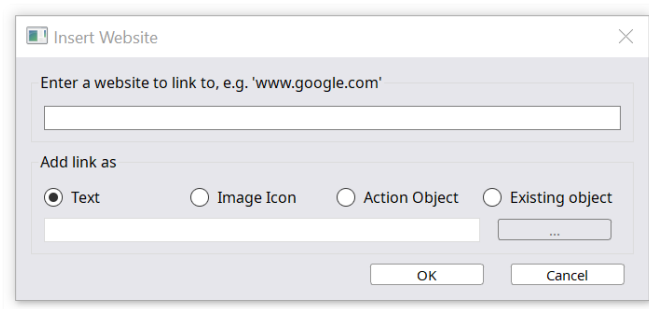 Insert Website
Enter a website to link to, e.g. 'www.google.com'
Add link as
Text Image Icon Action Object Existing object
...
OK Cancel